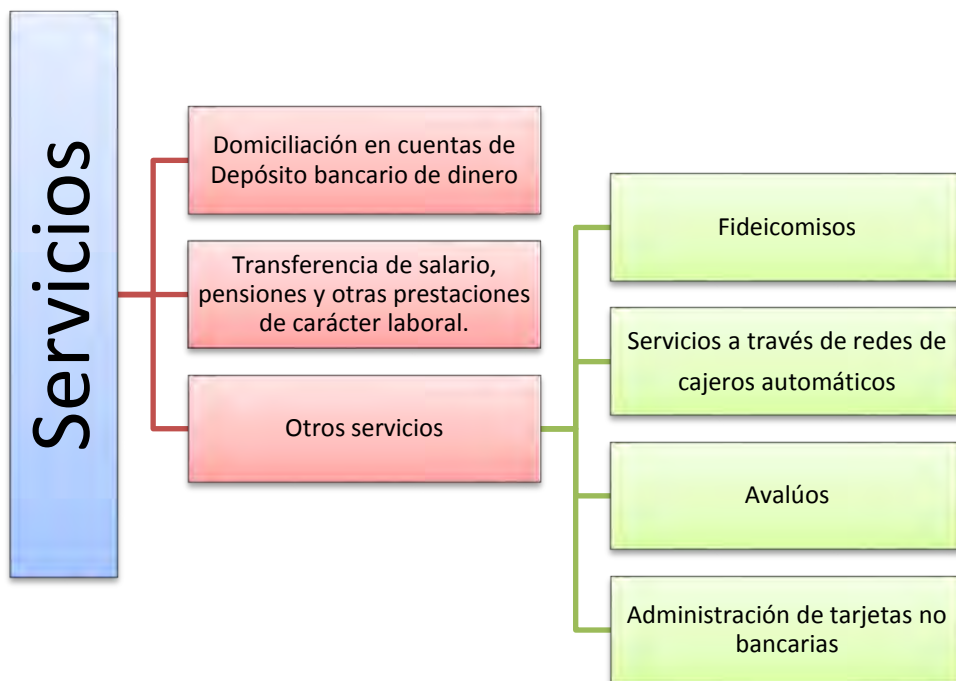 Servicios
Domiciliación en cuentas de
Depósito bancario de dinero
Transferencia de salario,
pensiones y otras prestaciones
de carácter laboral.
Otros servicios
Fideicomisos
Servicios a través de redes de
cajeros automáticos
Avalúos
Administración de tarjetas no
bancarias